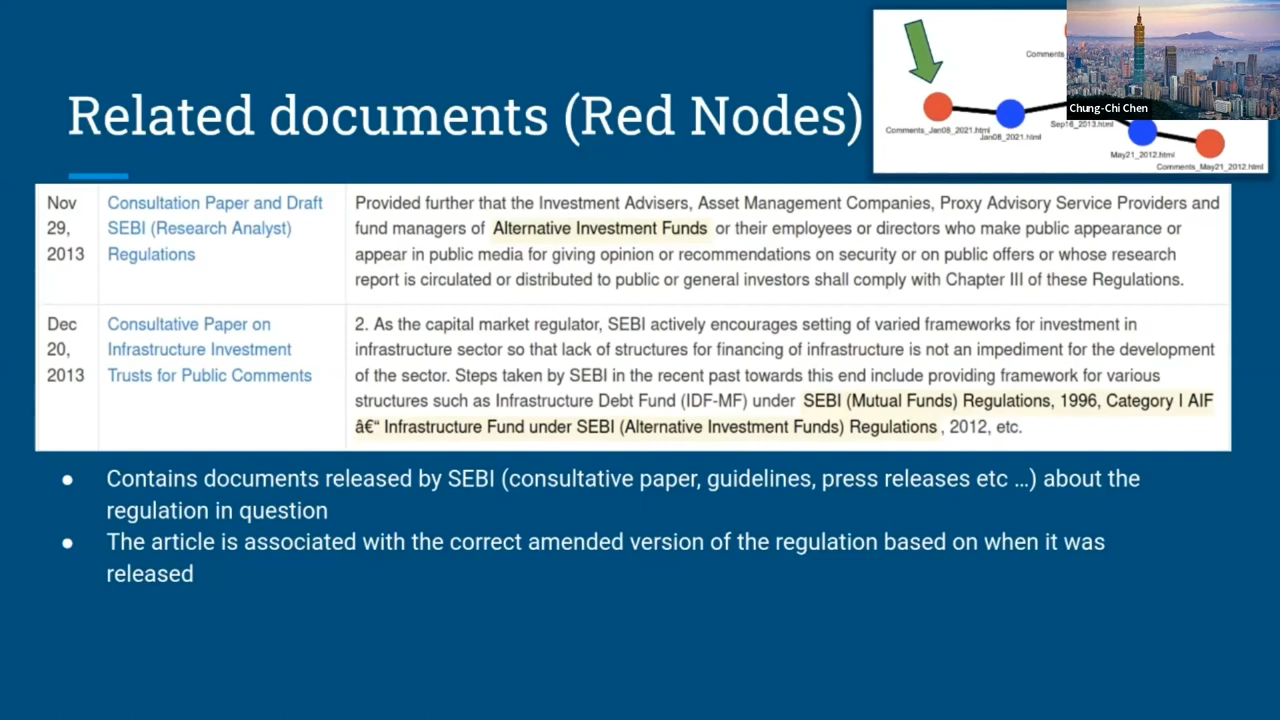 Related documents (Red Nodes)
Comments_
Chung-Chi Chen
Comments_Jan08_2021.html
Jan08_2021.html
Sep16_2013.html
May21_2012.html
Comments_May21_2012.html
Nov 29, 2013
Consultation Paper and Draft
SEBI (Research Analyst)
Regulations
Provided further that the Investment Advisers, Asset Management Companies, Proxy Advisory Service Providers and
fund managers of Alternative Investment Funds or their employees or directors who make public appearance or
appear in public media for giving opinion or recommendations on security or on public offers or whose research
report is circulated or distributed to public or general investors shall comply with Chapter III of these Regulations.
Dec 20, 2013
Consultative Paper on
Infrastructure Investment
Trusts for Public Comments
2. As the capital market regulator, SEBI actively encourages setting of varied frameworks for investment in
infrastructure sector so that lack of structures for financing of infrastructure is not an impediment for the development
of the sector. Steps taken by SEBI in the recent past towards this end include providing framework for various
structures such as Infrastructure Debt Fund (IDF-MF) under SEBI (Mutual Funds) Regulations, 1996, Category I AIF
â€“ Infrastructure Fund under SEBI (Alternative Investment Funds) Regulations , 2012, etc.
● Contains documents released by SEBI (consultative paper, guidelines, press releases etc ...) about the
regulation in question
● The article is associated with the correct amended version of the regulation based on when it was
released